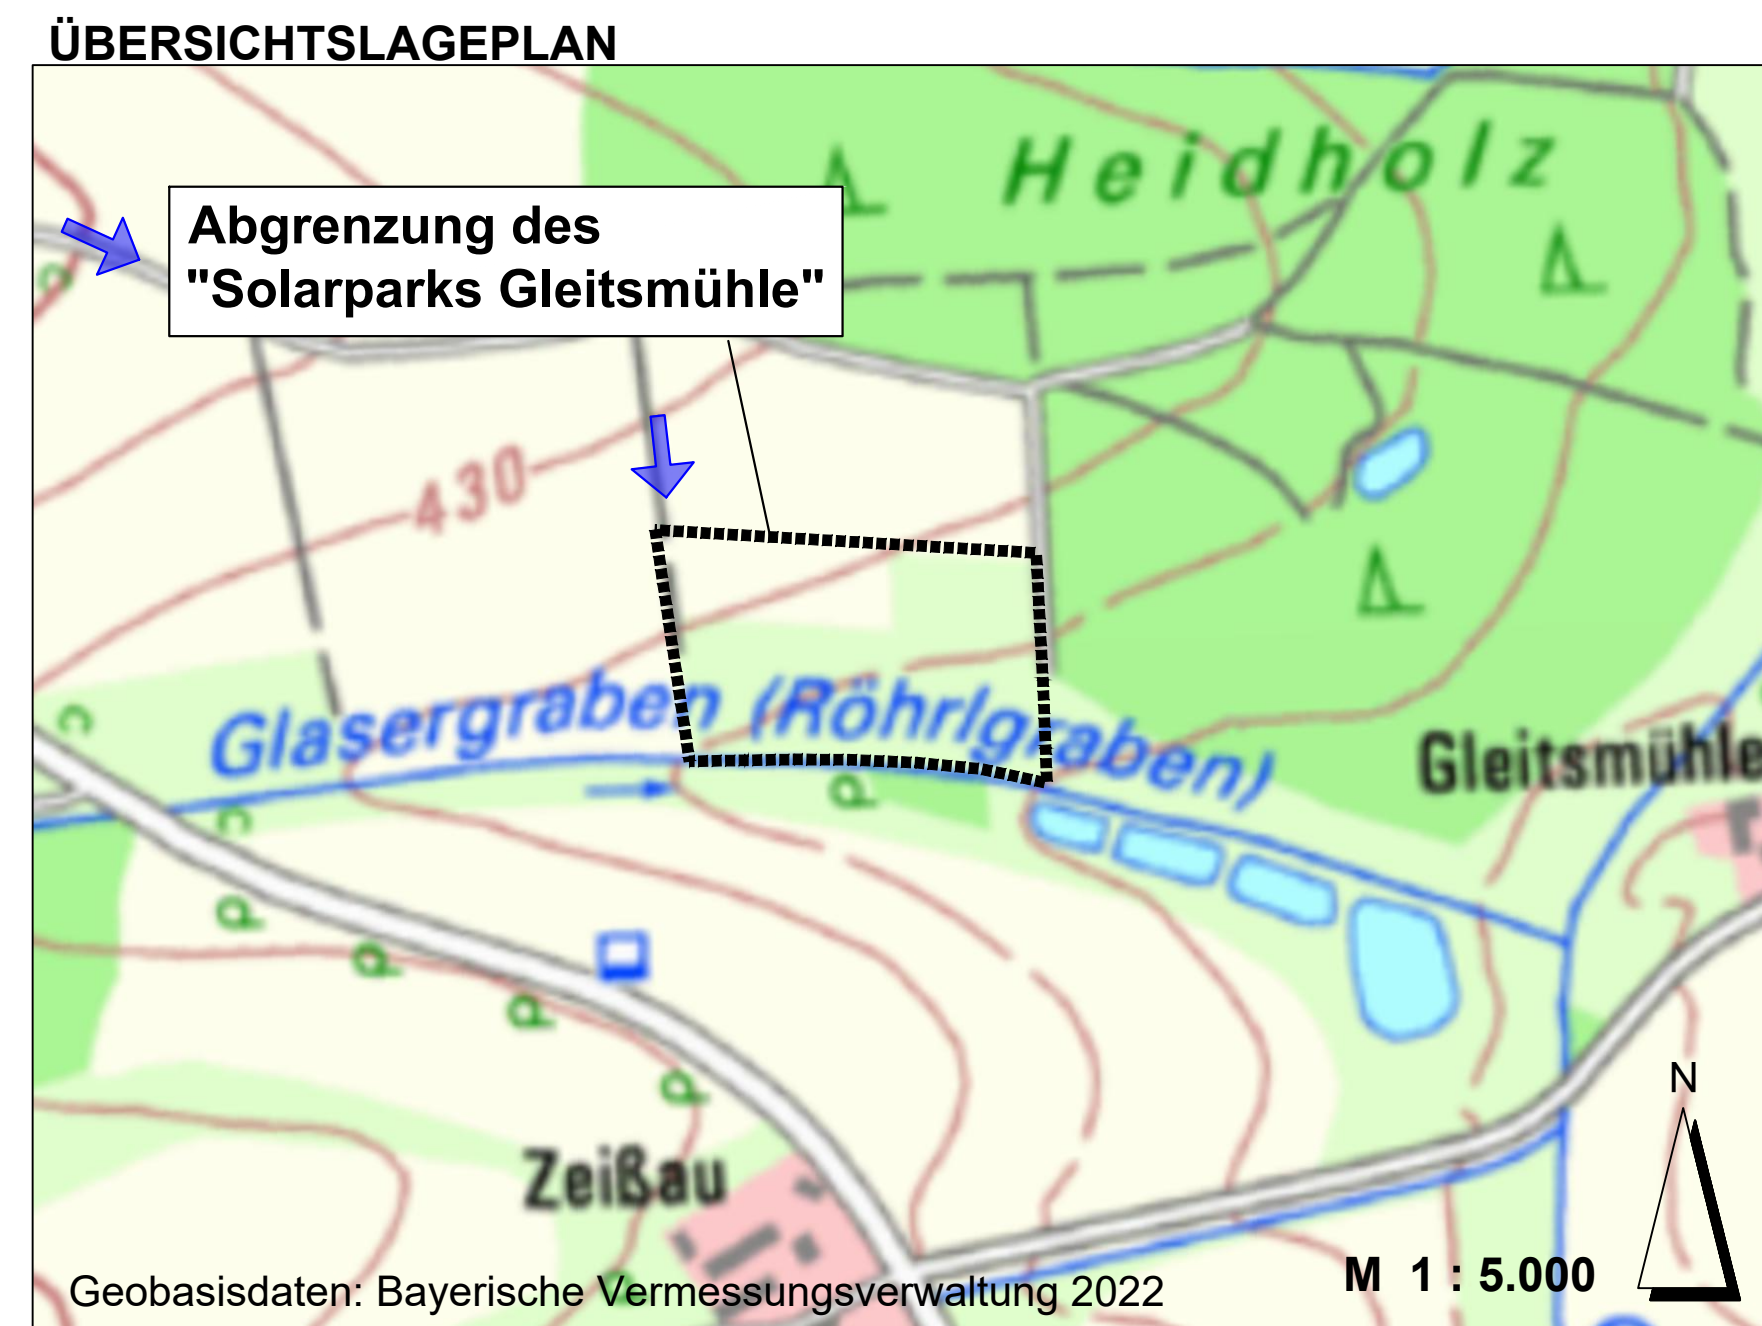 ÜBERSICHTSLAGEPLAN
Heidholz
Abgrenzung des
"Solarparks Gleitsmühle"
430
Glasergraben (Röhrlgraben)
Gleitsmühle
Zeißau
N
M 1 : 5.000
Geobasisdaten: Bayerische Vermessungsverwaltung 2022